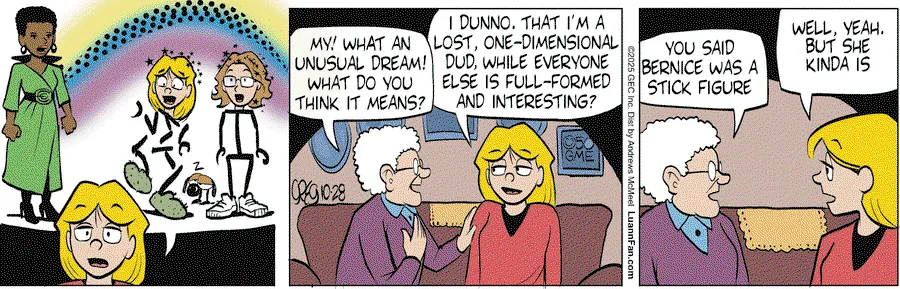 Z
MY! WHAT AN
UNUSUAL DREAM!
WHAT DO YOU
THINK IT MEANS?
I DUNNO. THAT I'M A
LOST, ONE-DIMENSIONAL
DUD, WHILE EVERYONE
ELSE IS FULL-FORMED
AND INTERESTING?
GME
10-28
©2025 GEC Inc. Dist by Andrews McMeel LuannFan.com
YOU SAID
BERNICE WAS A
STICK FIGURE
WELL, YEAH.
BUT SHE
KINDA IS